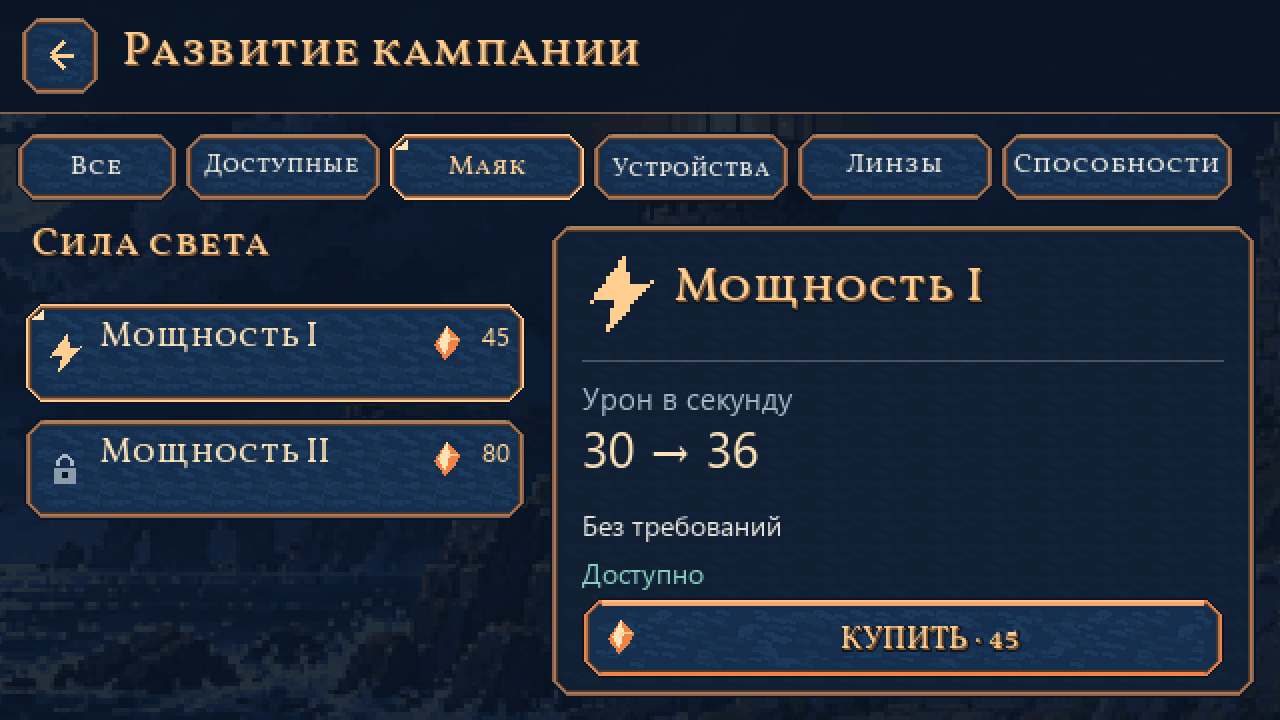 Развитие кампании
Все
Доступные
Маяк
Устройства
Линзы
Способности
Сила света
Мощность I
45
Мощность II
80
Мощность I
Урон в секунду
30 → 36
Без требований
Доступно
КУПИТЬ · 45